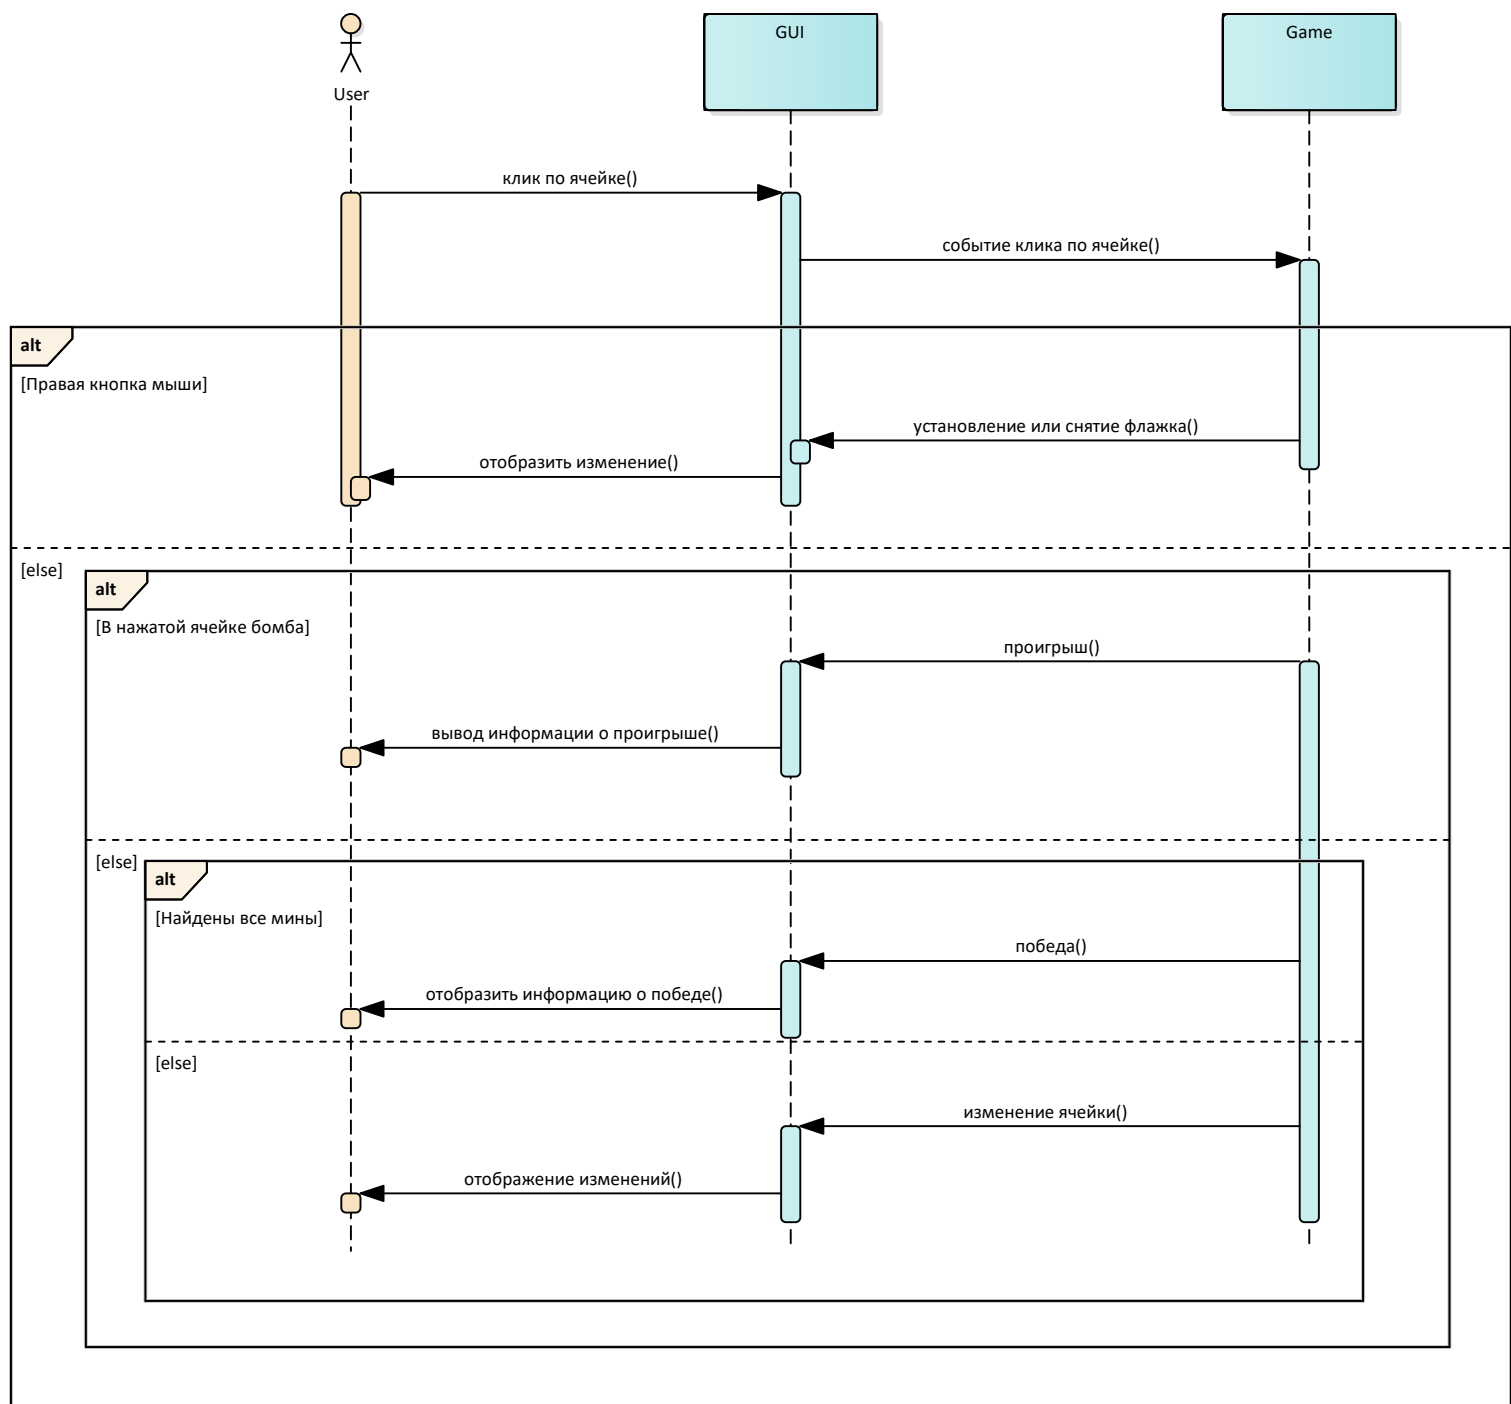 User
GUI
Game
клик по ячейке()
событие клика по ячейке()
alt
[Правая кнопка мыши]
установление или снятие флажка()
отобразить изменение()
[else]
alt
[В нажатой ячейке бомба]
проигрыш()
вывод информации о проигрыше()
[else]
alt
[Найдены все мины]
победа()
отобразить информацию о победе()
[else]
изменение ячейки()
отображение изменений()